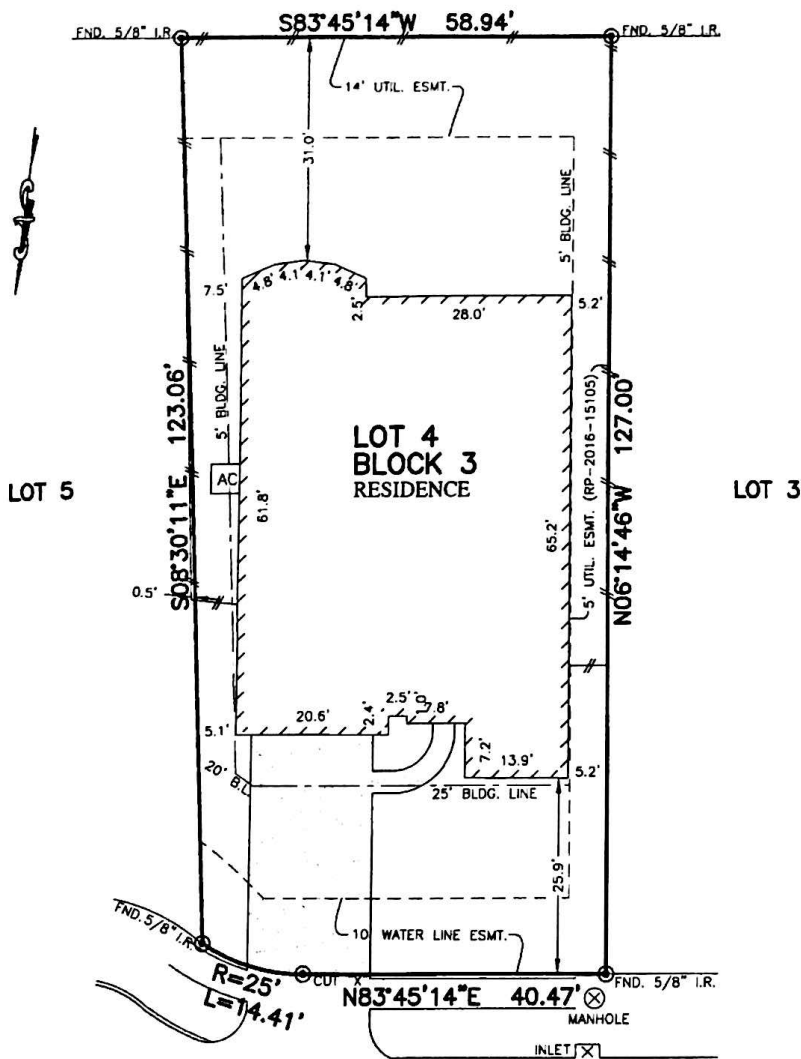 S83°45'14"W 58.94'
FND. 5/8" I.R.
FND. 5/8" I.R.
14' UTIL. ESMT.
31.0'
5' BLDG. LINE
7.5'
4.8' 4.1' 4.1' 4.8'
2.5'
28.0'
5.2'
5' BLDG. LINE
S08°30'11"E 123.06'
LOT 4
BLOCK 3
RESIDENCE
5' UTIL. ESMT. (RP-2016-15105)
N06°14'46"W 127.00'
LOT 5
AC
61.8'
65.2'
LOT 3
0.5'
5.1'
20.6'
2.4'
2.5'
1.0'
7.8'
7.2'
13.9'
5.2'
20' B.L.
25' BLDG. LINE
25.9'
FND. 5/8" I.R.
10 WATER LINE ESMT.
R=25'
L=14.41'
CUT X
N83°45'14"E 40.47'
FND. 5/8" I.R.
MANHOLE
INLET